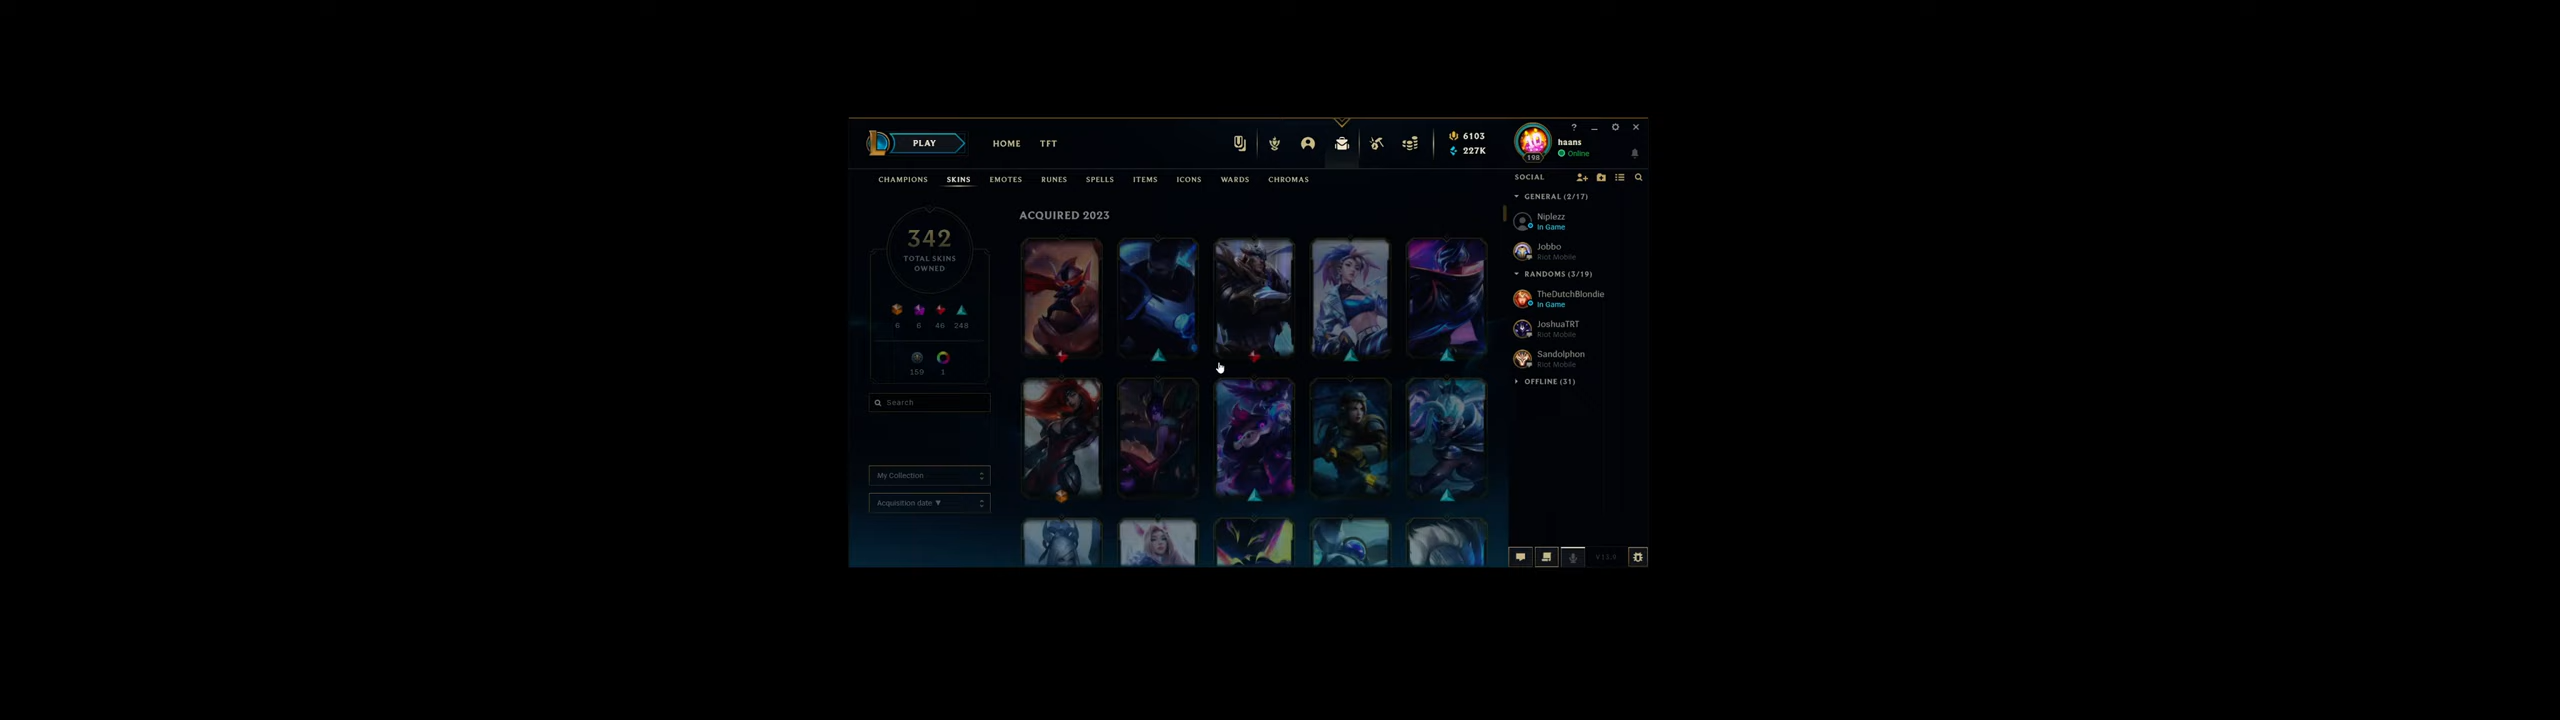 PLAY
HOME
TFT
6103
227K
?
haans
Online
198
CHAMPIONS
SKINS
EMOTES
RUNES
SPELLS
ITEMS
ICONS
WARDS
CHROMAS
SOCIAL
342
TOTAL SKINS
OWNED
6
6
46
248
159
1
Search
My Collection
Acquisition date ▼
ACQUIRED 2023
GENERAL (2/17)
Niplezz
In Game
Jobbo
Riot Mobile
RANDOMS (3/19)
TheDutchBlondie
In Game
JoshuaTRT
Riot Mobile
Sandolphon
Riot Mobile
OFFLINE (31)
V13.9